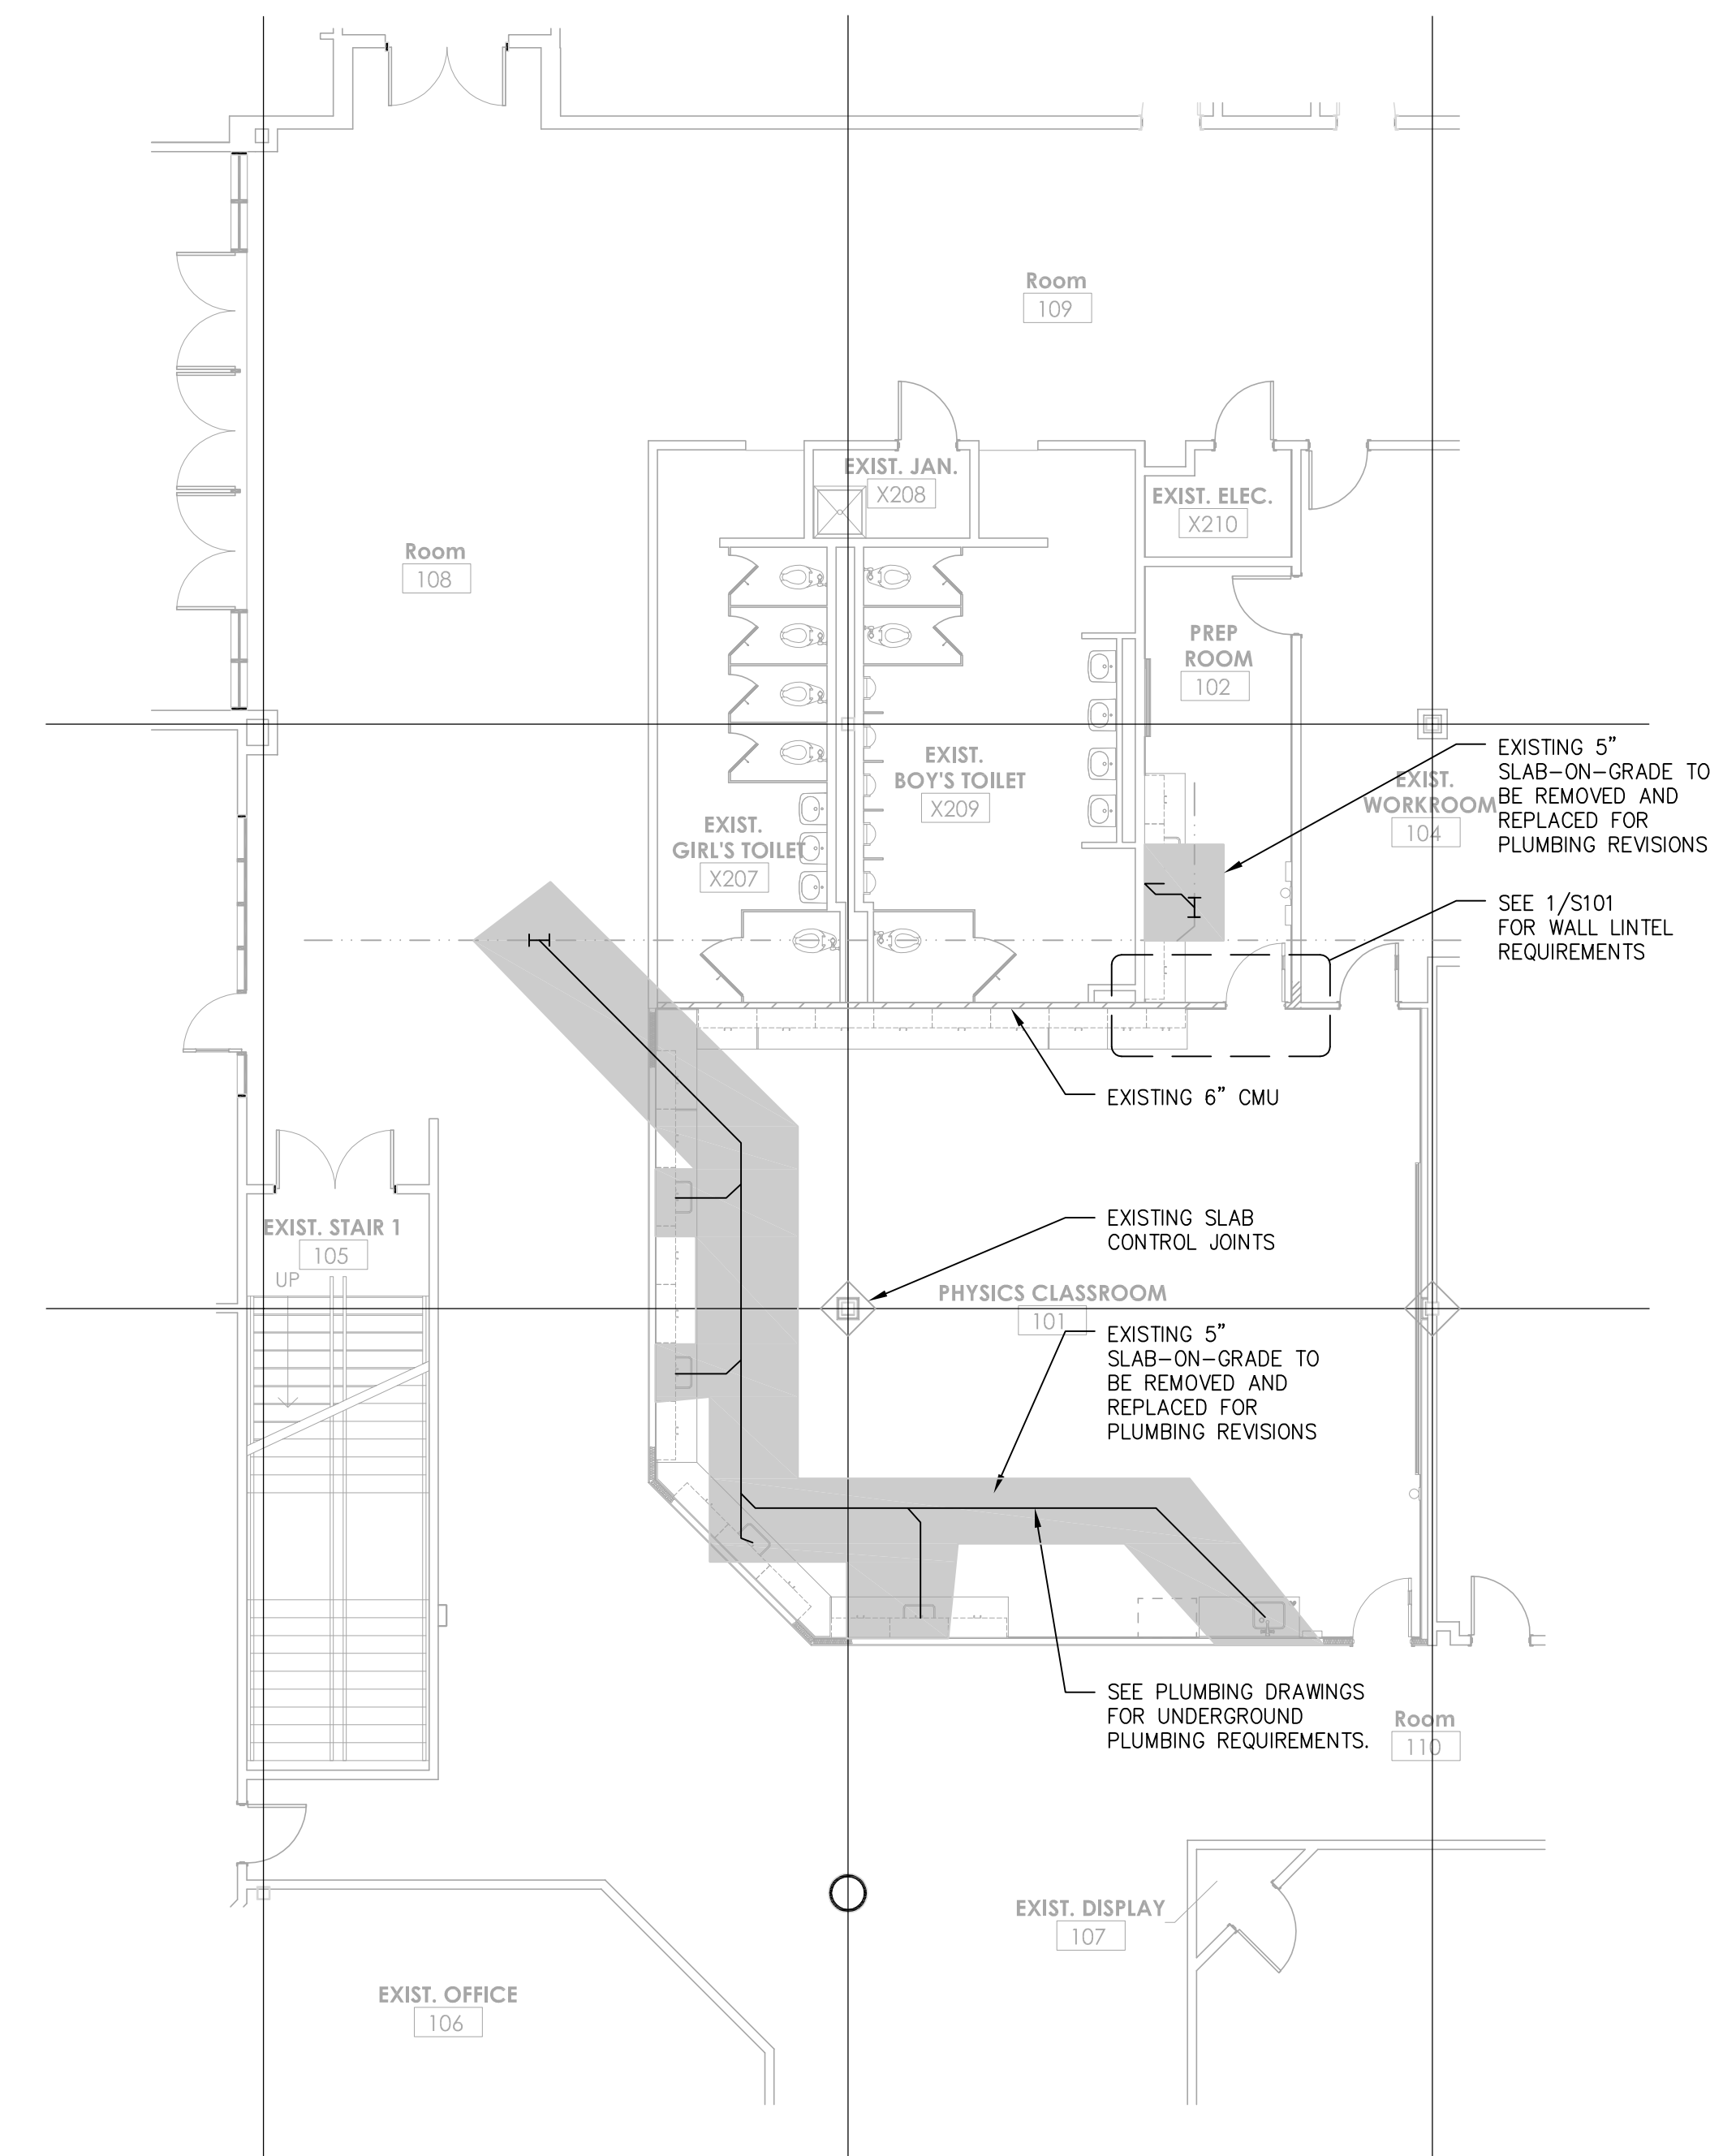 Room
109
EXIST. JAN.
X208
EXIST. ELEC.
X210
Room
108
PREP
ROOM
102
EXIST.
BOY'S TOILET
X209
EXIST.
GIRL'S TOILET
X207
EXIST.
WORKROOM
104
EXISTING 5”
SLAB-ON-GRADE TO
BE REMOVED AND
REPLACED FOR
PLUMBING REVISIONS
SEE 1/S101
FOR WALL LINTEL
REQUIREMENTS
EXISTING 6” CMU
EXIST. STAIR 1
105
UP
EXISTING SLAB
CONTROL JOINTS
PHYSICS CLASSROOM
101
EXISTING 5”
SLAB-ON-GRADE TO
BE REMOVED AND
REPLACED FOR
PLUMBING REVISIONS
SEE PLUMBING DRAWINGS
FOR UNDERGROUND
PLUMBING REQUIREMENTS.
Room
110
EXIST. DISPLAY
107
EXIST. OFFICE
106